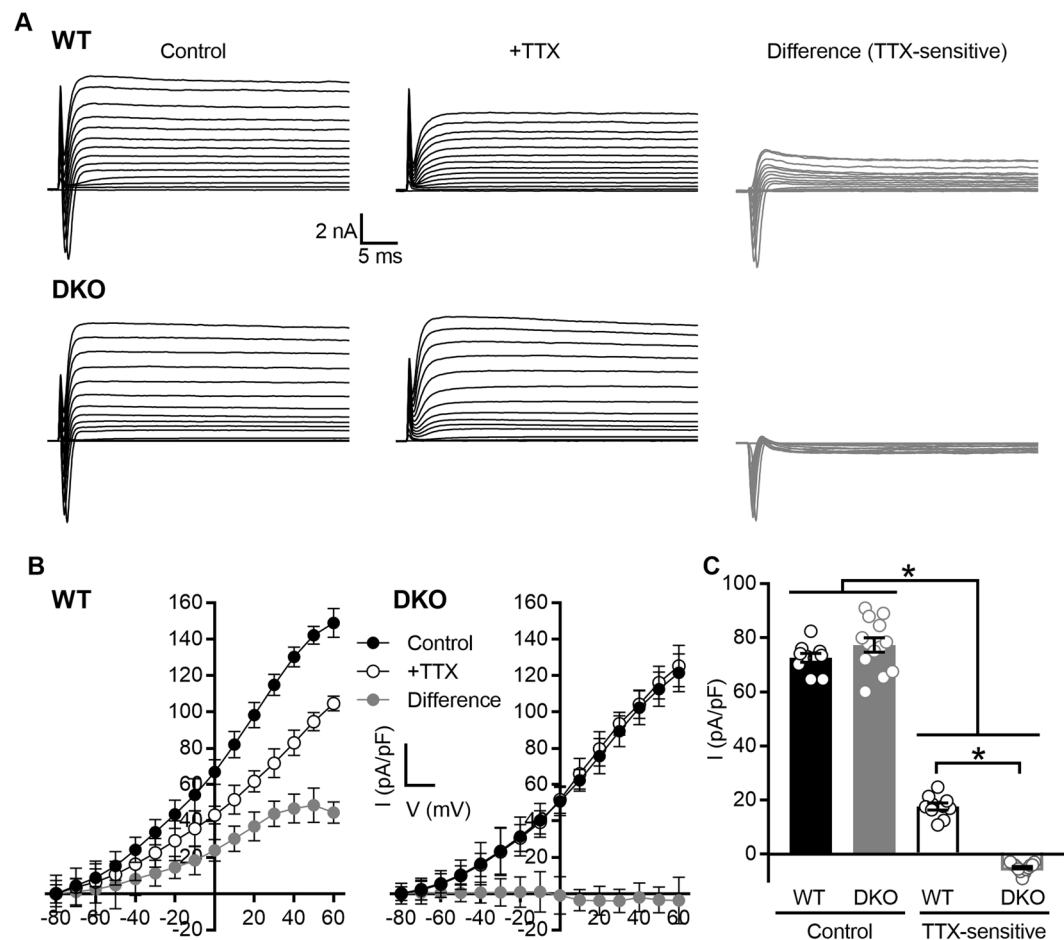 A
WT
Control
+TTX
Difference (TTX-sensitive)
2 nA
5 ms
DKO
B
WT
160
140
120
100
80
60
40
20
-20
-80 -60 -40 -20 20 40 60
DKO
Control
+TTX
Difference
I (pA/pF)
V (mV)
160
140
120
100
80
60
40
20
-20
-80 -60 -40 -20 20 40 60
C
I (pA/pF)
100
80
60
40
20
0
*
*
WT DKO WT DKO
Control TTX-sensitive